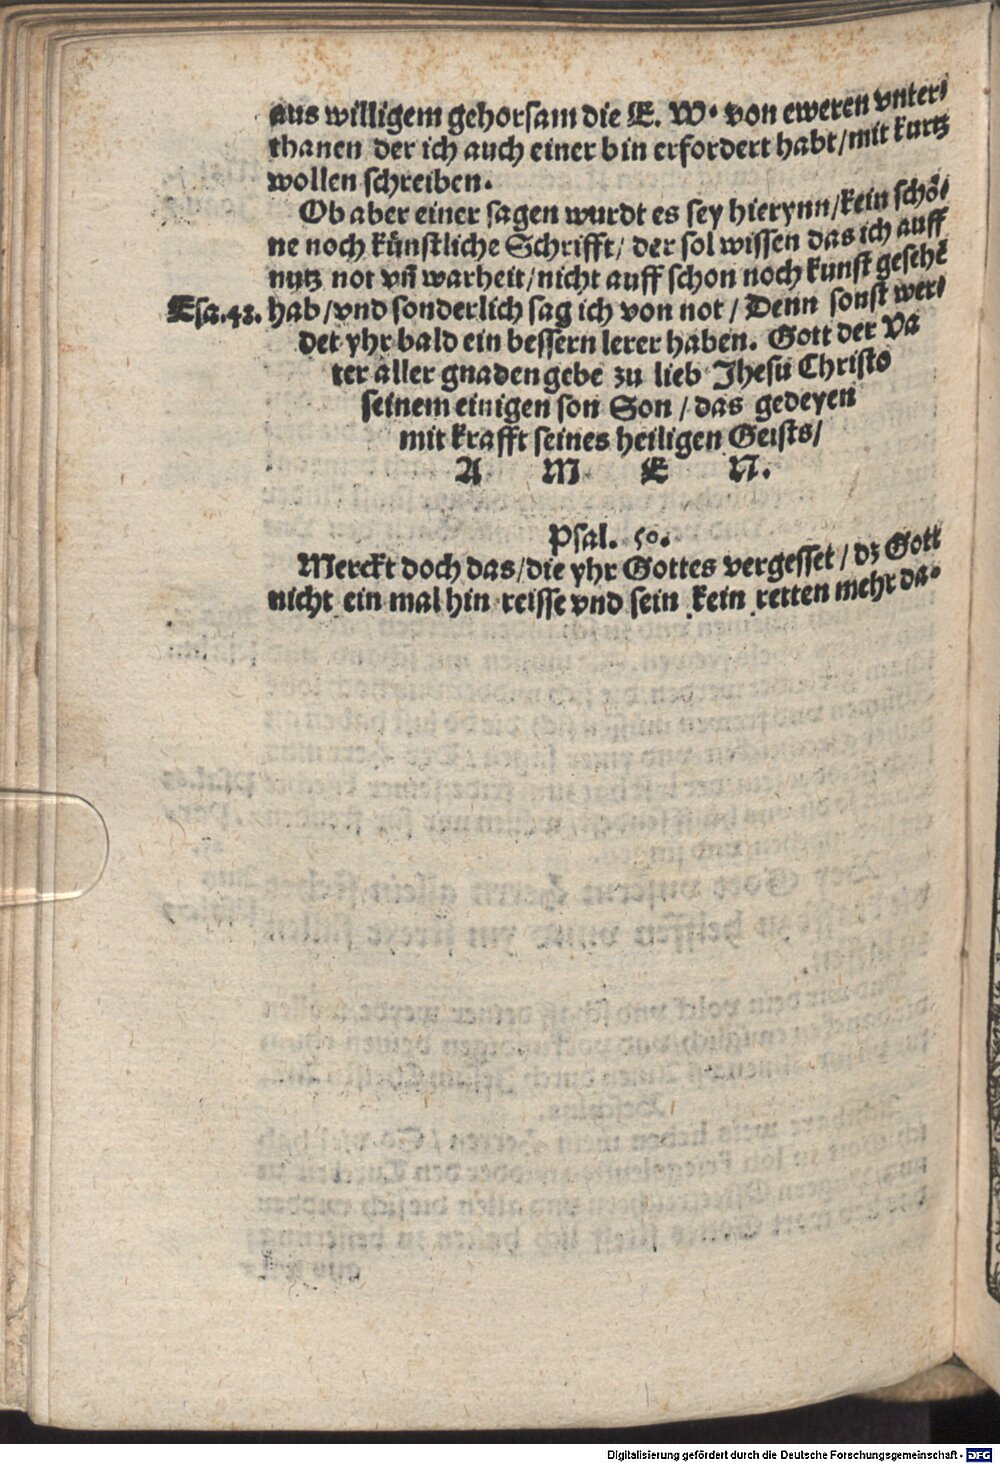 aus willigem gehorsam die E. W. von eweren vnter⸗
thanen der ich auch einer bin erfordert habt/mit kurtz
wollen schreiben.
Ob aber einer sagen wurdt es sey hierynn/kein schö⸗
ne noch künstliche Schrifft/ der sol wissen das ich auff
nutz not vñ warheit/nicht auff schon noch kunst gesehē
Esa.43. hab/vnd sonderlich sag ich von not / Denn sonst wer⸗
det yhr bald ein bessern lerer haben. Gott der Va
ter aller gnaden gebe zu lieb Jhesu Christo
seinem einigen son Son / das gedeyen
mit krafft seines heiligen Geists/
A M E N.
Psal. 50.
Merckt doch das/die yhr Gottes vergesset / dz Gott
nicht ein mal hin reisse vnd sein kein retten mehr da.
Digitalisierung gefördert durch die Deutsche Forschungsgemeinschaft - DFG